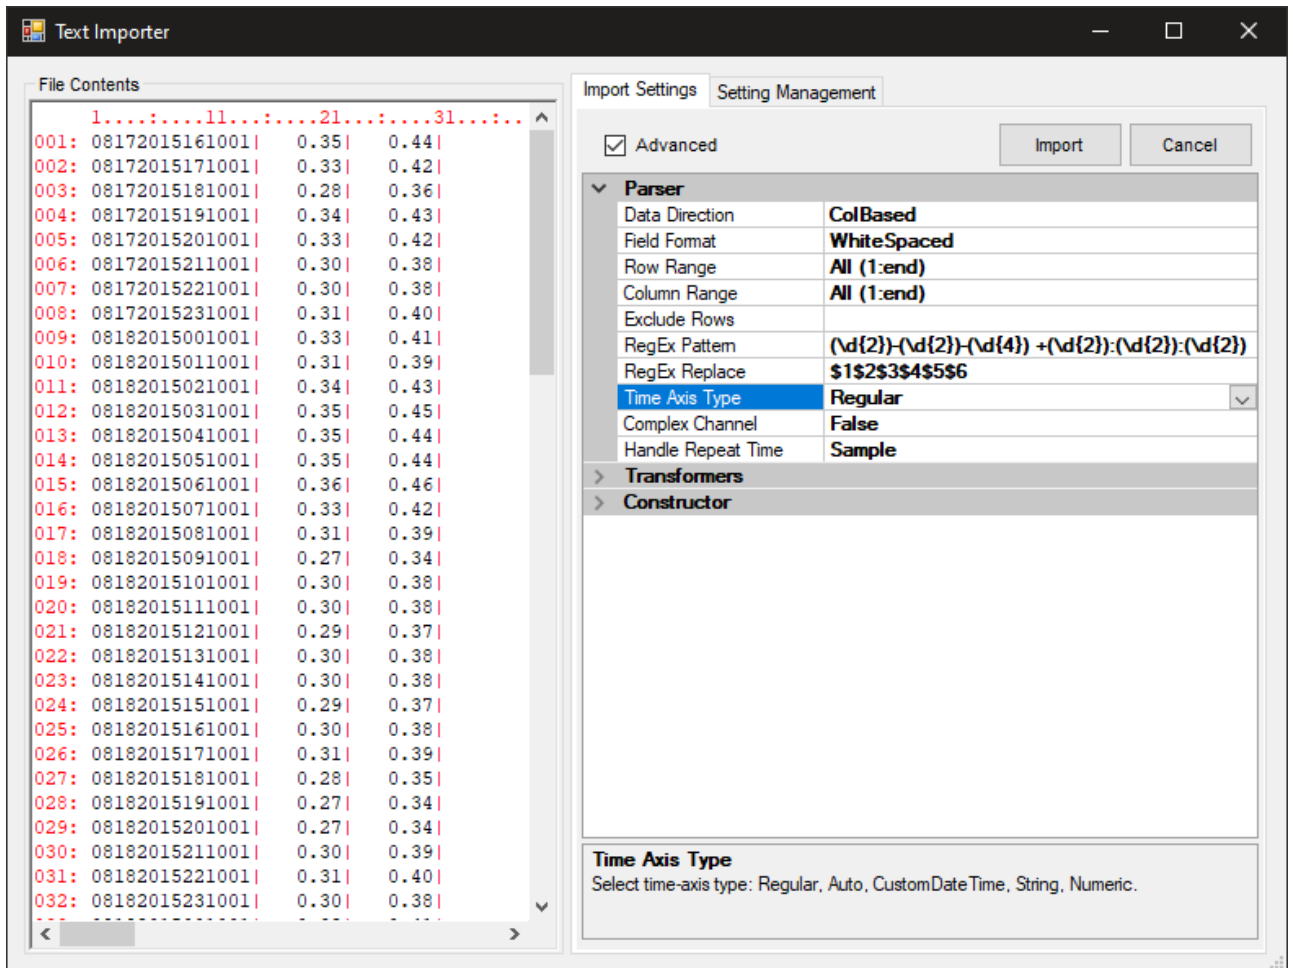 Text Importer
File Contents
1....:....11...:....21...:....31...:..
001: 08172015161001|    0.35|    0.44|
002: 08172015171001|    0.33|    0.42|
003: 08172015181001|    0.28|    0.36|
004: 08172015191001|    0.34|    0.43|
005: 08172015201001|    0.33|    0.42|
006: 08172015211001|    0.30|    0.38|
007: 08172015221001|    0.30|    0.38|
008: 08172015231001|    0.31|    0.40|
009: 08182015001001|    0.33|    0.41|
010: 08182015011001|    0.31|    0.39|
011: 08182015021001|    0.34|    0.43|
012: 08182015031001|    0.35|    0.45|
013: 08182015041001|    0.35|    0.44|
014: 08182015051001|    0.35|    0.44|
015: 08182015061001|    0.36|    0.46|
016: 08182015071001|    0.33|    0.42|
017: 08182015081001|    0.31|    0.39|
018: 08182015091001|    0.27|    0.34|
019: 08182015101001|    0.30|    0.38|
020: 08182015111001|    0.30|    0.38|
021: 08182015121001|    0.29|    0.37|
022: 08182015131001|    0.30|    0.38|
023: 08182015141001|    0.30|    0.38|
024: 08182015151001|    0.29|    0.37|
025: 08182015161001|    0.30|    0.38|
026: 08182015171001|    0.31|    0.39|
027: 08182015181001|    0.28|    0.35|
028: 08182015191001|    0.27|    0.34|
029: 08182015201001|    0.27|    0.34|
030: 08182015211001|    0.30|    0.39|
031: 08182015221001|    0.31|    0.40|
032: 08182015231001|    0.30|    0.38|
Import Settings Setting Management
Advanced Import Cancel
Parser
Data Direction ColBased
Field Format WhiteSpaced
Row Range All (1:end)
Column Range All (1:end)
Exclude Rows
RegEx Pattern (\d{2})-(\d{2})-(\d{4}) +(\d{2}):(\d{2}):(\d{2})
RegEx Replace $1$2$3$4$5$6
Time Axis Type Regular
Complex Channel False
Handle Repeat Time Sample
Transformers
Constructor
Time Axis Type
Select time-axis type: Regular, Auto, CustomDateTime, String, Numeric.